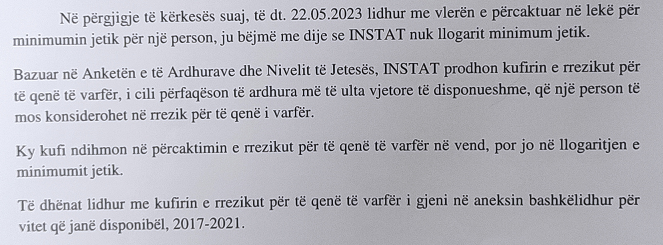 Në përgjigje të kërkesës suaj, të dt. 22.05.2023 lidhur me vlerën e përcaktuar në lekë për
minimumin jetik për një person, ju bëjmë me dije se INSTAT nuk llogarit minimum jetik.
Bazuar në Anketën e të Ardhurave dhe Nivelit të Jetesës, INSTAT prodhon kufirin e rrezikut për
të qenë të varfër, i cili përfaqëson të ardhura më të ulta vjetore të disponueshme, që një person të
mos konsiderohet në rrezik për të qenë i varfër.
Ky kufi ndihmon në përcaktimin e rrezikut për të qenë të varfër në vend, por jo në llogaritjen e
minimumit jetik.
Të dhënat lidhur me kufirin e rrezikut për të qenë të varfër i gjeni në aneksin bashkëlidhur për
vitet që janë disponibël, 2017-2021.